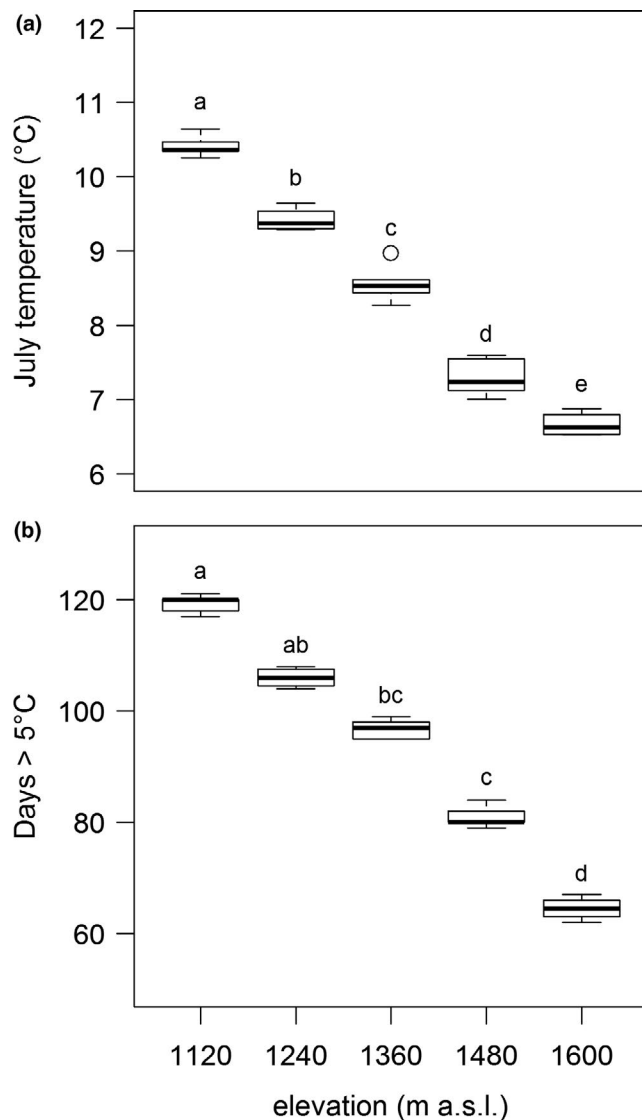 (a)
12
11
10
9
8
7
6
July temperature (°C)
a
b
c
d
e
(b)
120
100
80
60
Days > 5°C
a
ab
bc
c
d
1120 1240 1360 1480 1600
elevation (m a.s.l.)